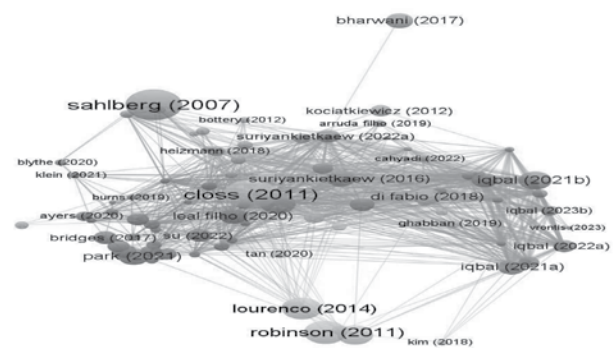 bharwani (2017)
sahlberg (2007)
kociatkiewicz (2012)
bottery (2012)
arruda filho (2019)
suriyankietkaew (2022a)
heizmann (2018)
blythe (2020)
cahyadi (2022)
klein (2021)
suriyankietkaew (2016)
iqbal (2021b)
burns (2019)
closs (2011)
di fabio (2018)
iqbal (2023b)
ayers (2020)
leal filho (2020)
ghabban (2019)
vrontis (2023)
bridges (2017)
su (2022)
iqbal (2022a)
park (2021)
tan (2020)
iqbal (2021a)
lourenco (2014)
robinson (2011)
kim (2018)